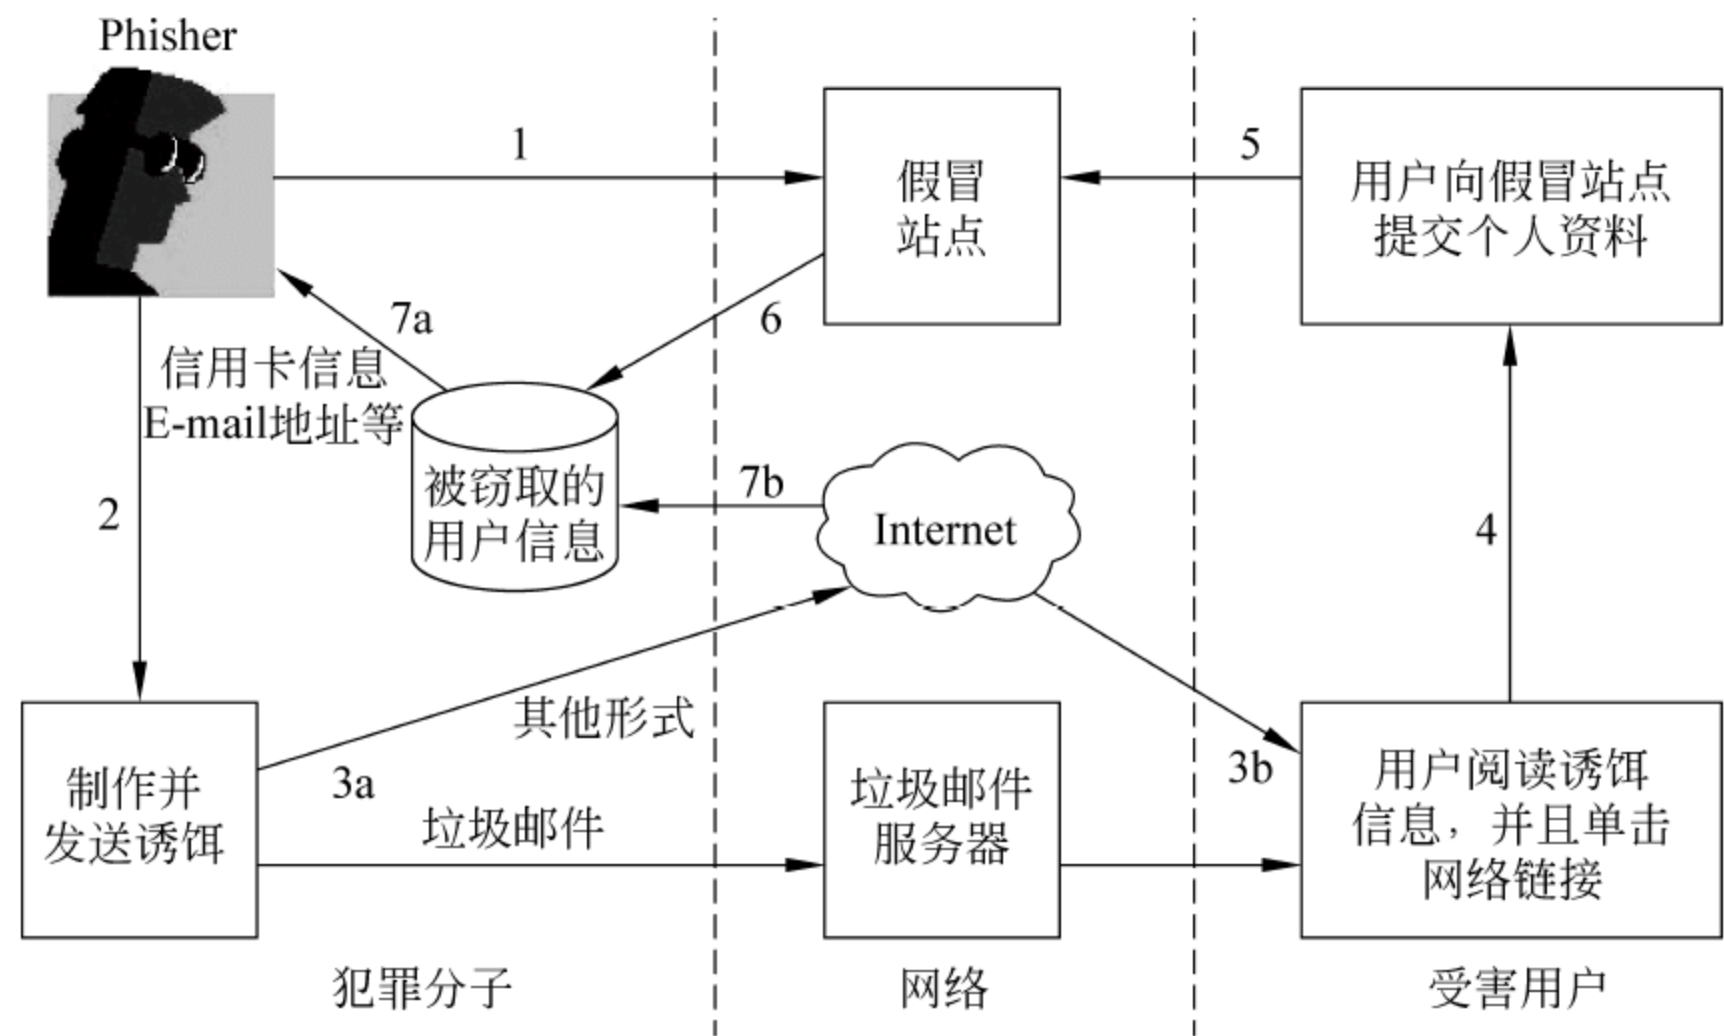 Phisher
1
假冒
站点
5
用户向假冒站点
提交个人资料
7a
6
信用卡信息
E-mail地址等
被窃取的
用户信息
7b
Internet
2
4
其他形式
3a
垃圾邮件
制作并
发送诱饵
垃圾邮件
服务器
3b
用户阅读诱饵
信息，并且单击
网络链接
犯罪分子
网络
受害用户